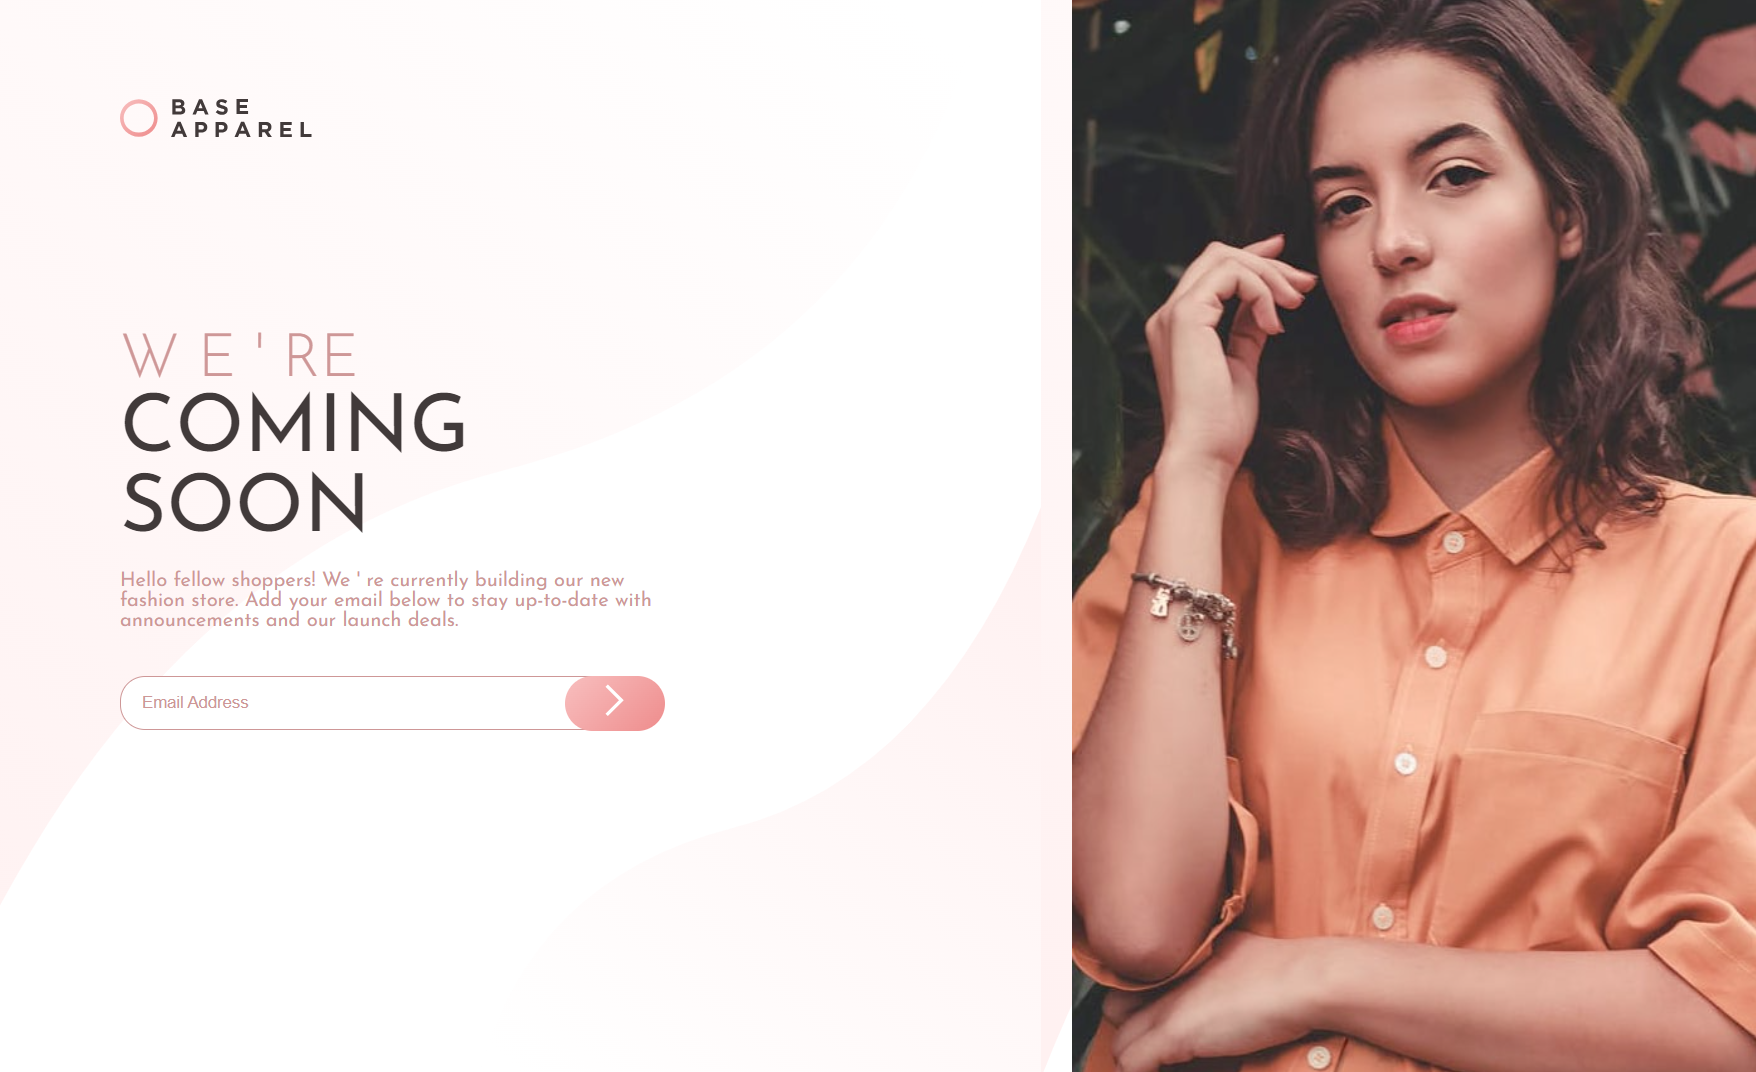 BASE
APPAREL
W E ' RE
COMING
SOON
Hello fellow shoppers! We ' re currently building our new
fashion store. Add your email below to stay up-to-date with
announcements and our launch deals.
Email Address